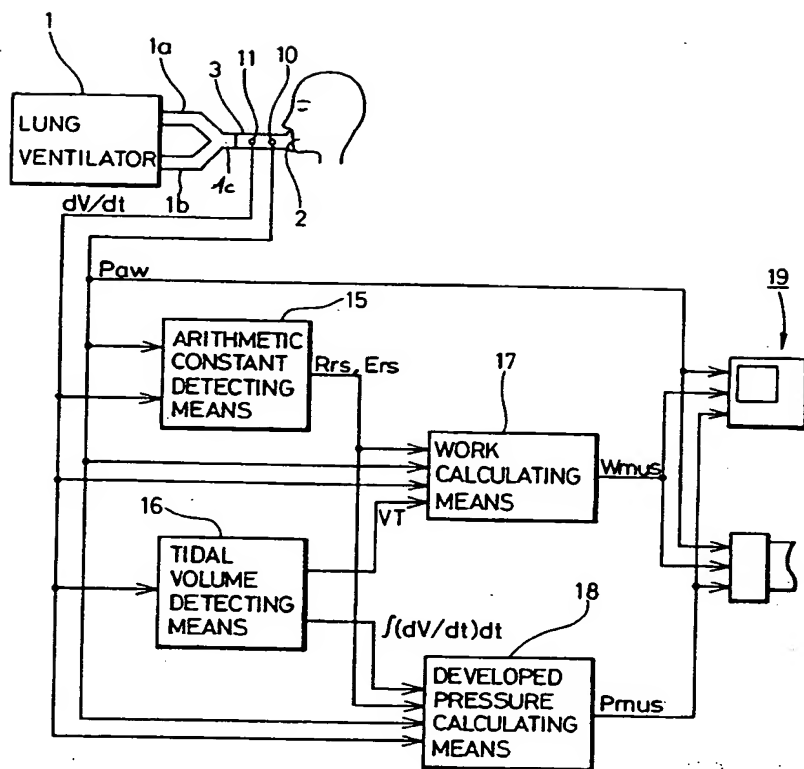 1
1a
3
11
10
LUNG
VENTILATOR
1c
1b
2
dV/dt
Paw
15
19
ARITHMETIC
CONSTANT
DETECTING
MEANS
Rrs, Ers
17
WORK
CALCULATING
MEANS
Wmus
16
VT
TIDAL
VOLUME
DETECTING
MEANS
∫(dV/dt)dt
18
DEVELOPED
PRESSURE
CALCULATING
MEANS
Pmus